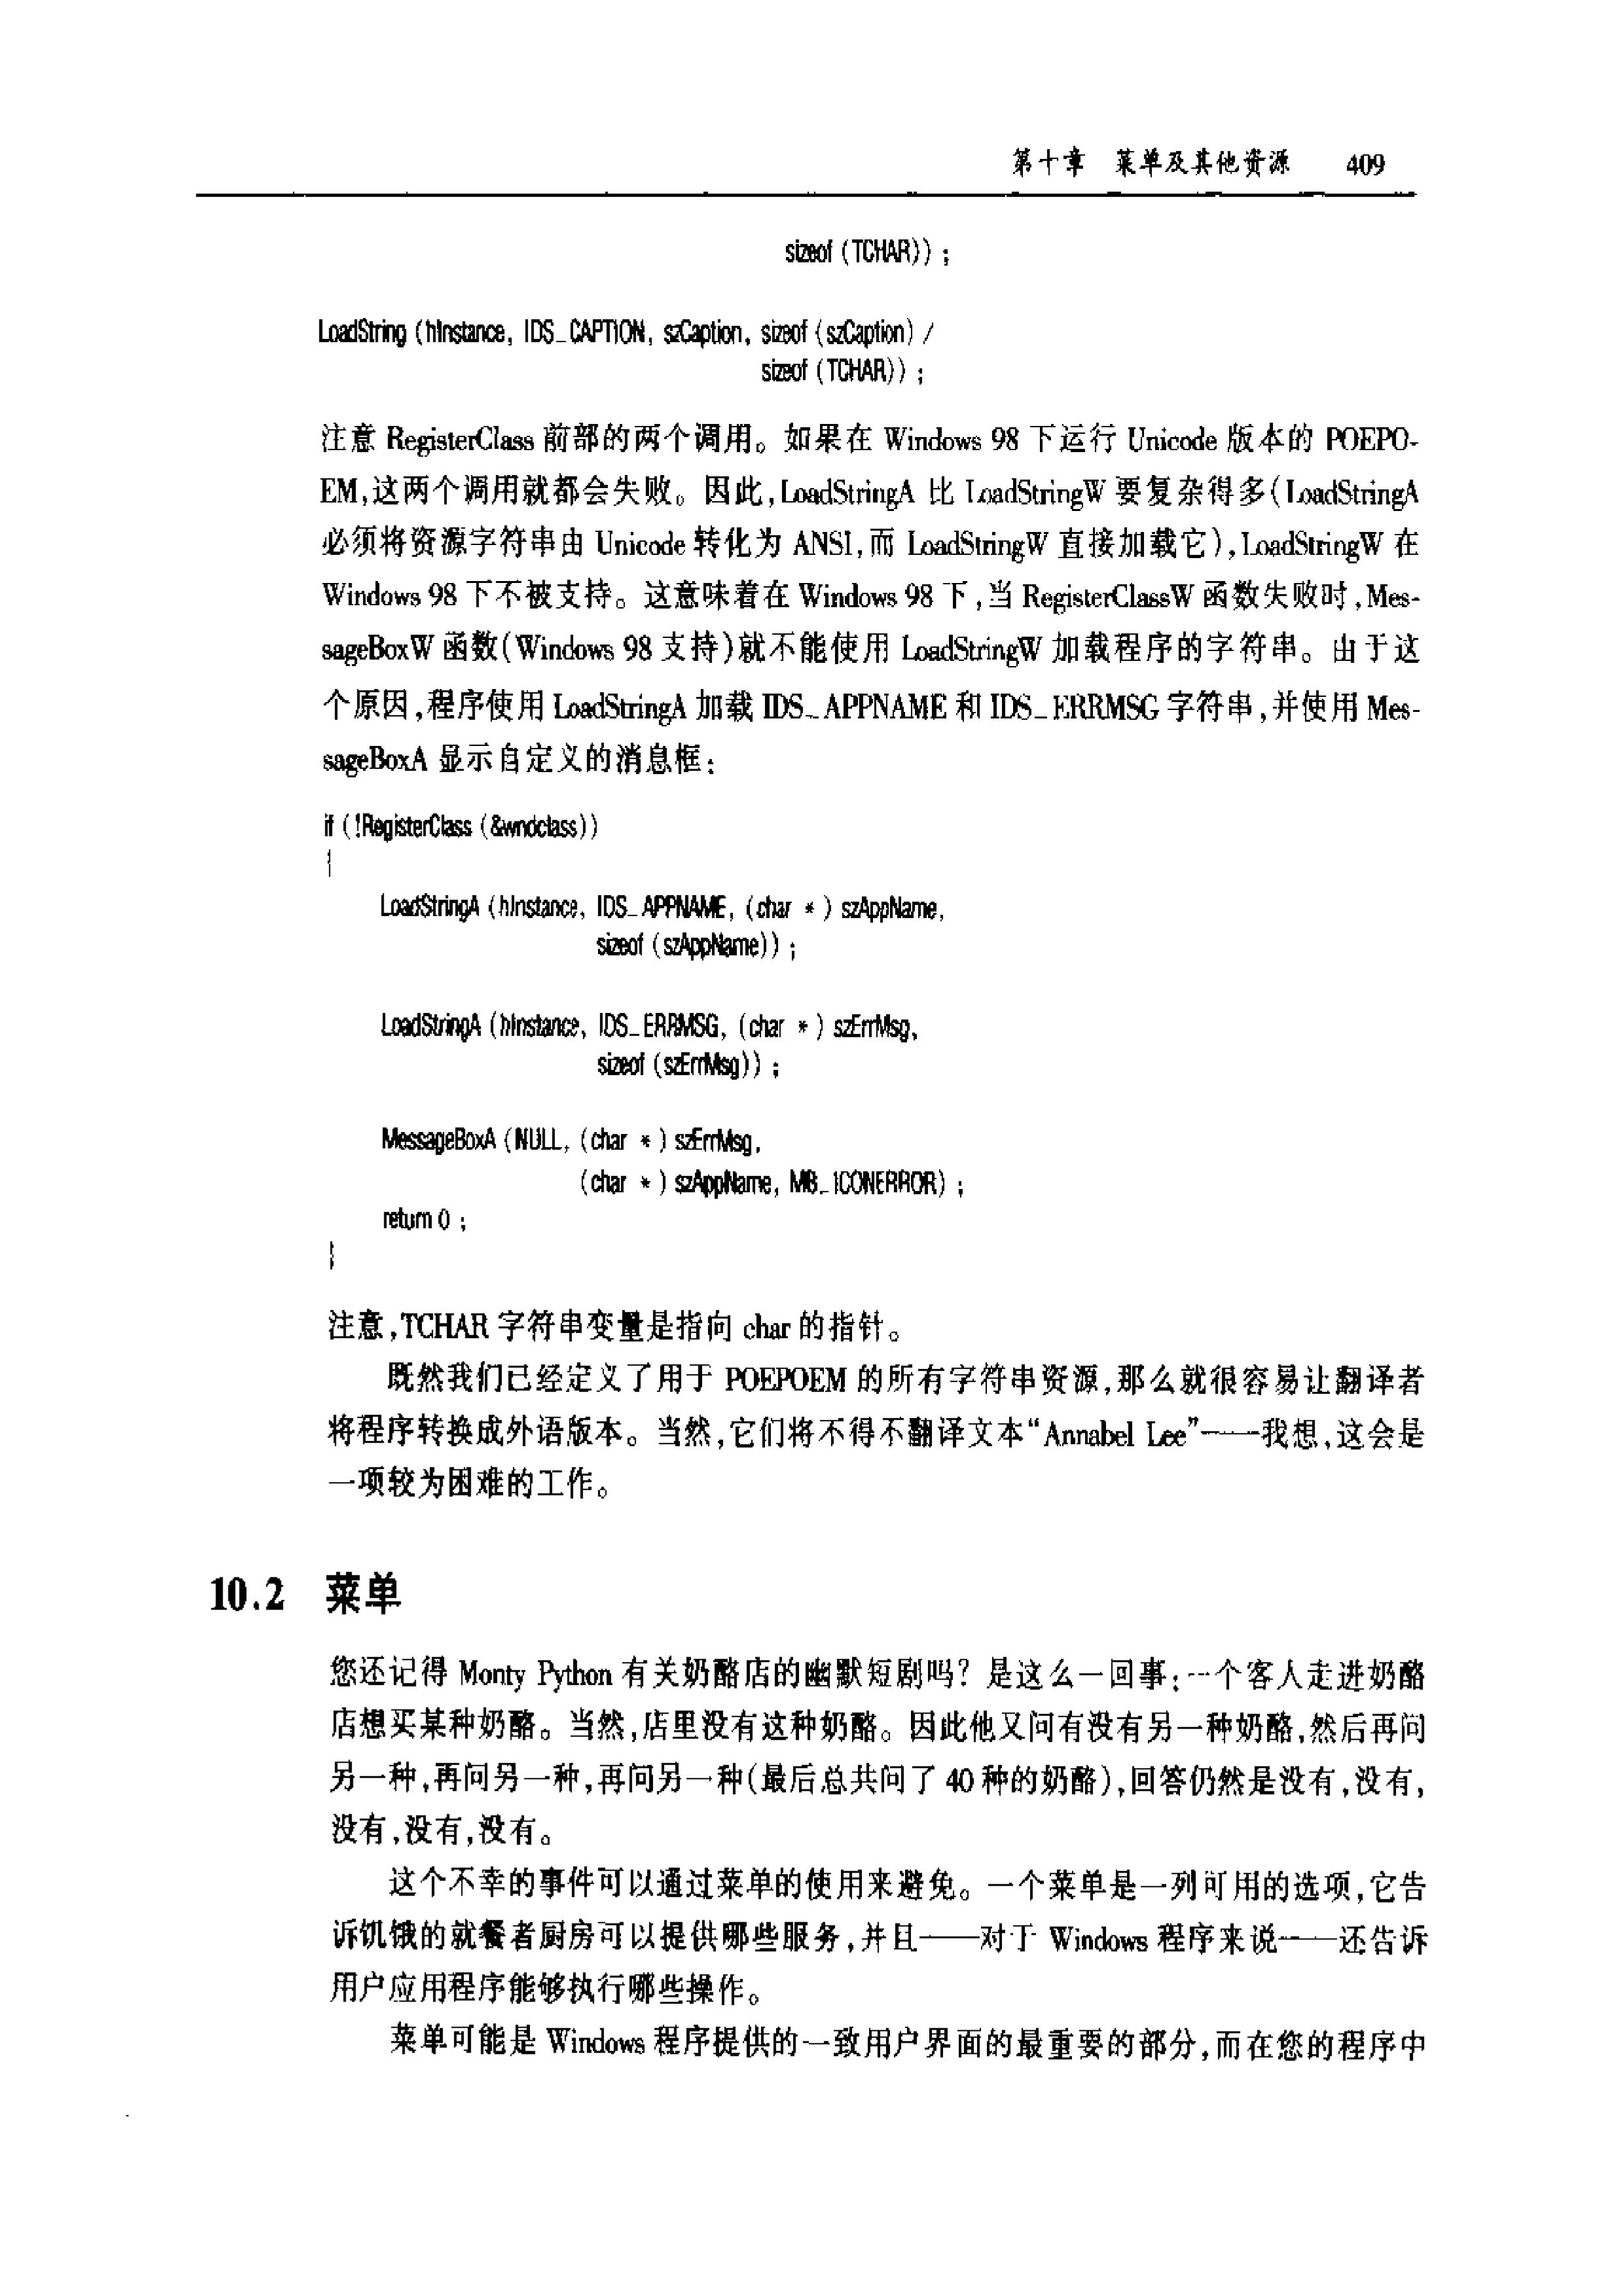 第十章 菜单及其他资源 409
sizeof (TCHAR)) ;
LoadString (hInstance, IDS_CAPTION, szCaption, sizeof (szCaption) /
sizeof (TCHAR)) ;
注意 RegisterClass 前部的两个调用。如果在 Windows 98 下运行 Unicode 版本的 POEPO-
EM,这两个调用就都会失败。因此,LoadStringA 比 LoadStringW 要复杂得多(LoadStringA
必须将资源字符串由 Unicode 转化为 ANSI,而 LoadStringW 直接加载它),LoadStringW 在
Windows 98 下不被支持。这意味着在 Windows 98 下,当 RegisterClassW 函数失败时,Mes-
sageBoxW 函数(Windows 98 支持)就不能使用 LoadStringW 加载程序的字符串。由于这
个原因,程序使用 LoadStringA 加载 IDS_APPNAME 和 IDS_ERRMSG 字符串,并使用 Mes-
sageBoxA 显示自定义的消息框:
if (!RegisterClass (&wndclass))
{
LoadStringA (hInstance, IDS_APPNAME, (char * ) szAppName,
sizeof (szAppName)) ;
LoadStringA (hInstance, IDS_ERRMSG, (char * ) szErrMsg,
sizeof (szErrMsg)) ;
MessageBoxA (NULL, (char * ) szErrMsg,
(char * ) szAppName, MB_ICONERROR) ;
return 0 ;
}
注意,TCHAR 字符串变量是指向 char 的指针。
既然我们已经定义了用于 POEPOEM 的所有字符串资源,那么就很容易让翻译者
将程序转换成外语版本。当然,它们将不得不翻译文本“Annabel Lee”——我想,这会是
一项较为困难的工作。
10.2 菜单
您还记得 Monty Python 有关奶酪店的幽默短剧吗? 是这么一回事:一个客人走进奶酪
店想买某种奶酪。当然,店里没有这种奶酪。因此他又问有没有另一种奶酪,然后再问
另一种,再问另一种,再问另一种(最后总共问了 40 种的奶酪),回答仍然是没有,没有,
没有,没有,没有。
这个不幸的事件可以通过菜单的使用来避免。一个菜单是一列可用的选项,它告
诉饥饿的就餐者厨房可以提供哪些服务,并且——对于 Windows 程序来说——还告诉
用户应用程序能够执行哪些操作。
菜单可能是 Windows 程序提供的一致用户界面的最重要的部分,而在您的程序中